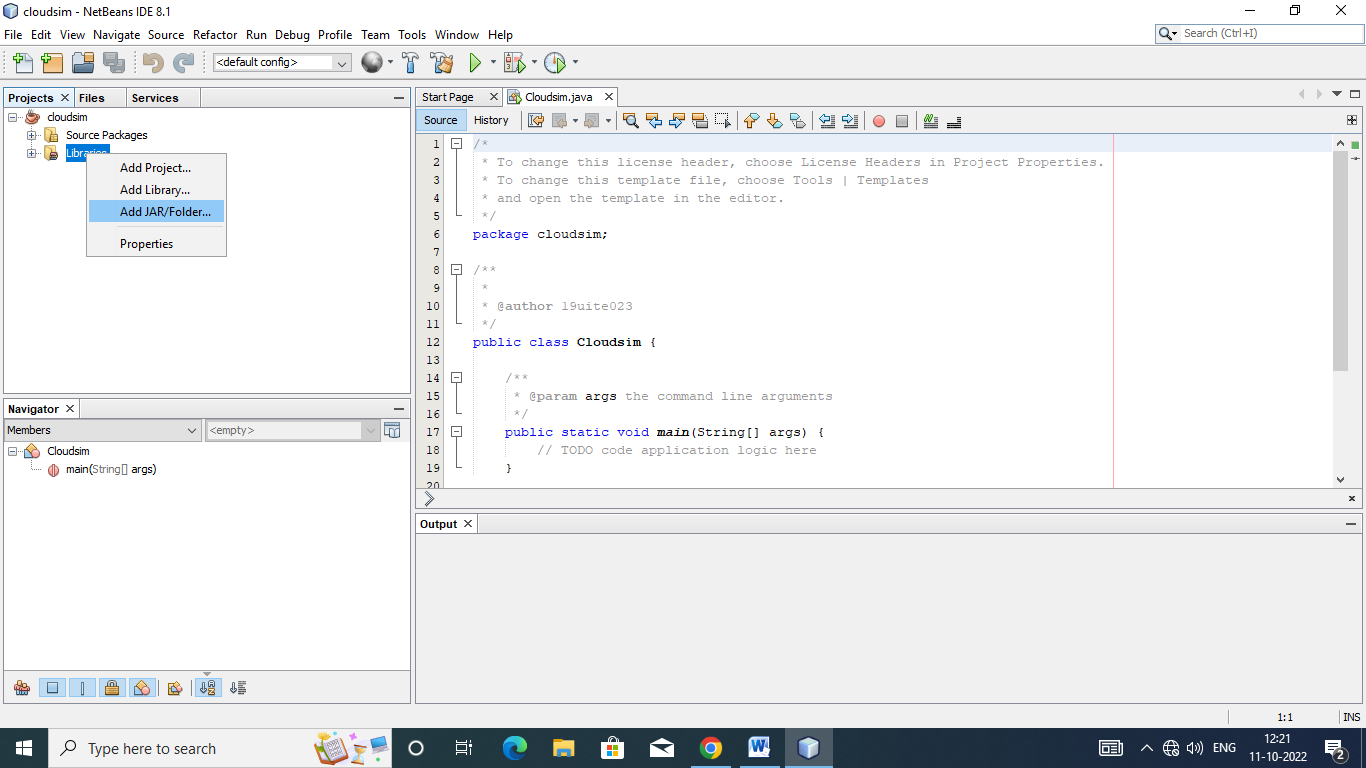 cloudsim - NetBeans IDE 8.1
File Edit View Navigate Source Refactor Run Debug Profile Team Tools Window Help
Search (Ctrl+I)
<default config>
Projects Files Services
cloudsim
Source Packages
Libraries
Add Project...
Add Library...
Add JAR/Folder...
Properties
Start Page Cloudsim.java
Source History
1 /*
2 * To change this license header, choose License Headers in Project Properties.
3 * To change this template file, choose Tools | Templates
4 * and open the template in the editor.
5 */
6 package cloudsim;
7
8 /**
9 *
10 * @author 19uite023
11 */
12 public class Cloudsim {
13
14 /**
15 * @param args the command line arguments
16 */
17 public static void main(String[] args) {
18 // TODO code application logic here
19 }
20
Navigator
Members <empty>
Cloudsim
main(String[] args)
Output
1:1 INS
Type here to search
ENG
12:21
11-10-2022
2